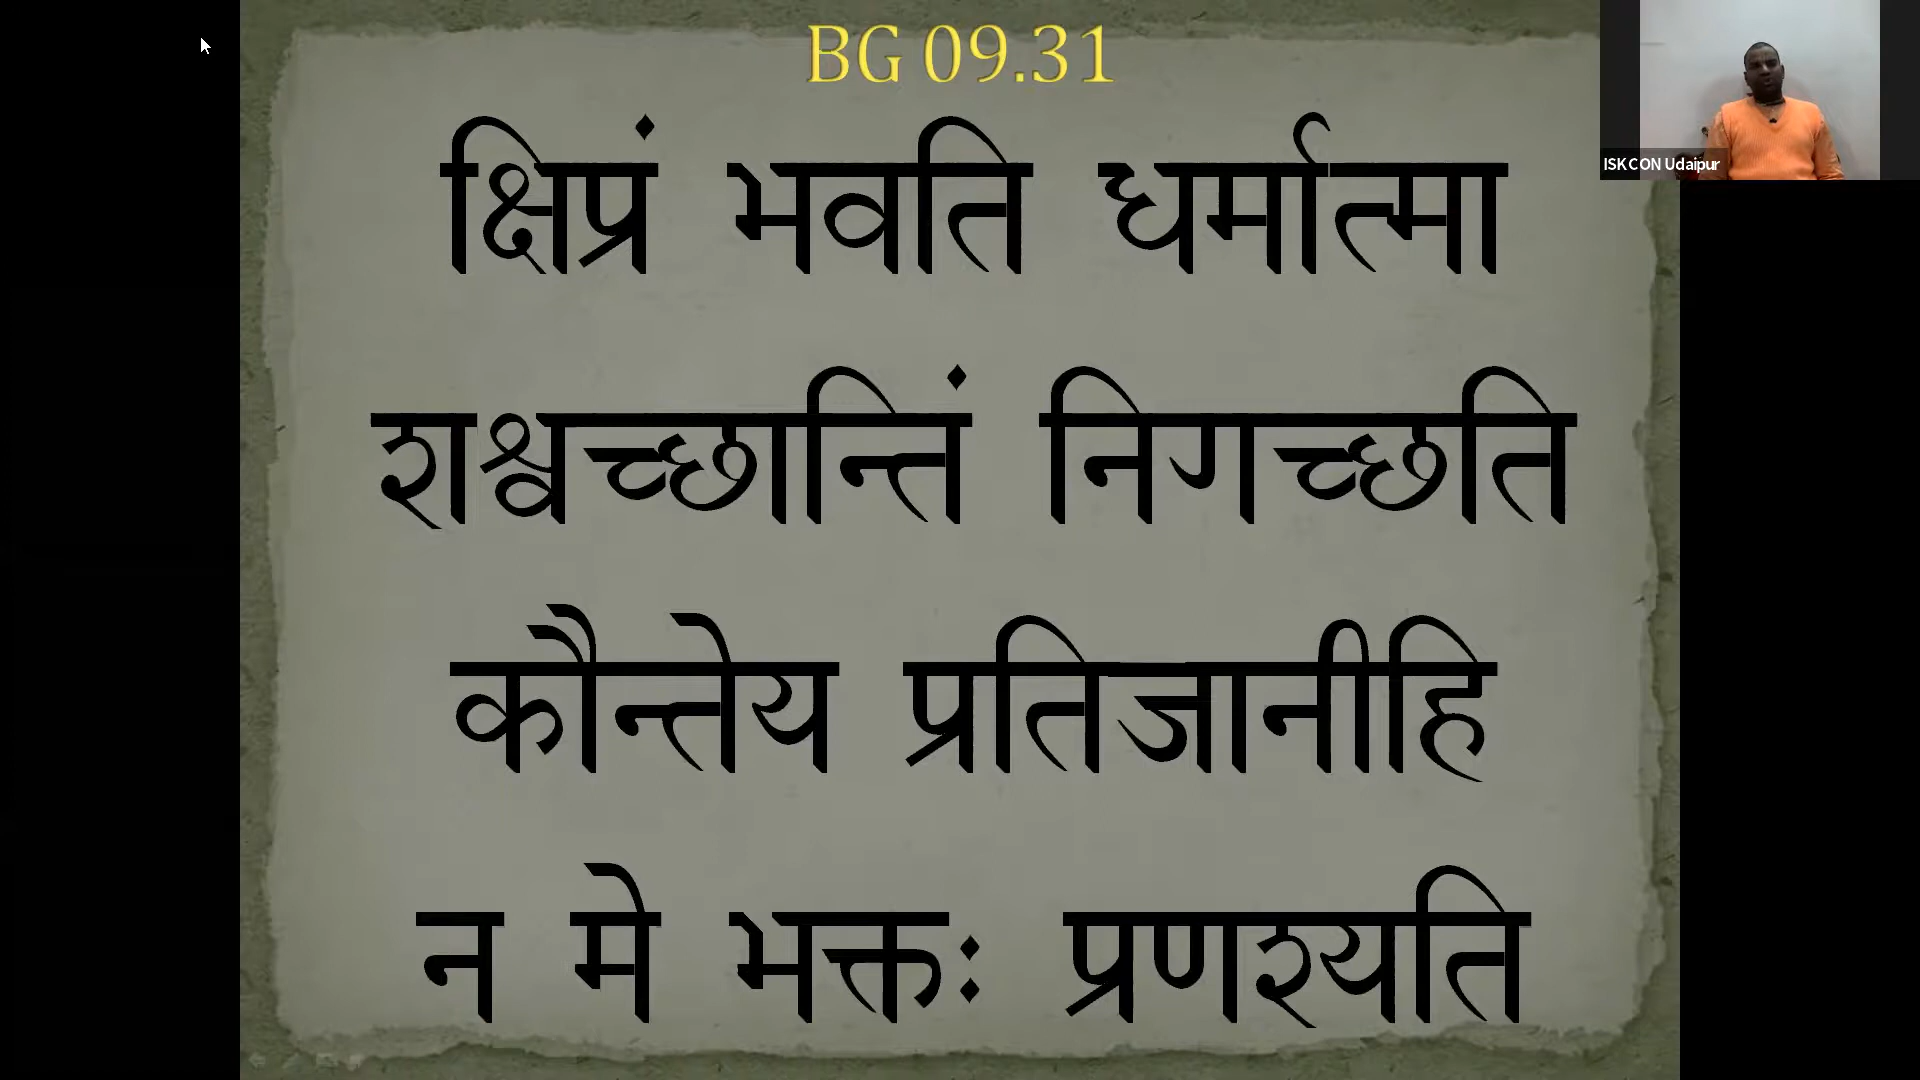 BG 09.31
ISKCON Udaipur
क्षिप्रं भवति धर्मात्मा
शश्वच्छान्तिं निगच्छति
कौन्तेय प्रतिजानीहि
न मे भक्तः प्रणश्यति